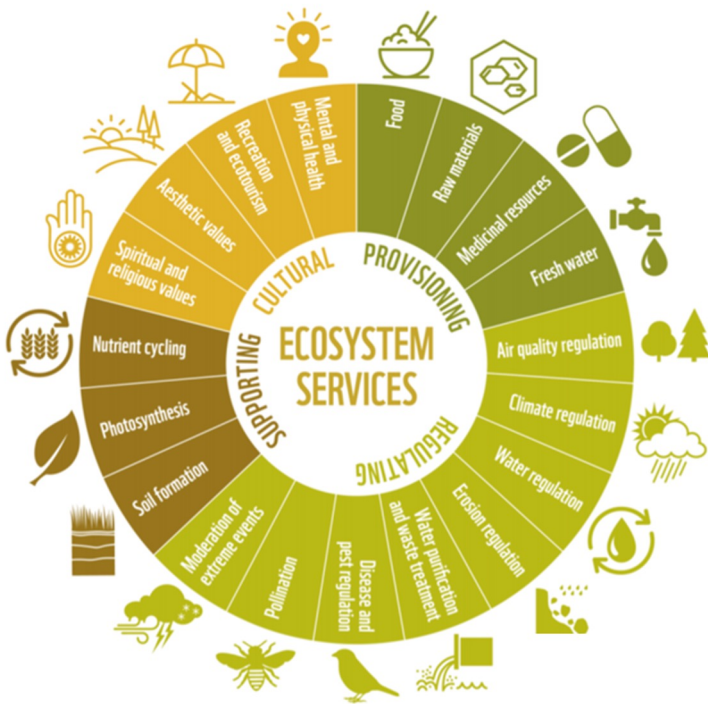 ECOSYSTEM
SERVICES
PROVISIONING
Food
Raw materials
Medicinal resources
Fresh water
REGULATING
Air quality regulation
Climate regulation
Water regulation
Erosion regulation
Water purification
and waste treatment
Disease and
pest regulation
Pollination
Moderation of
extreme events
SUPPORTING
Soil formation
Photosynthesis
Nutrient cycling
CULTURAL
Spiritual and
religious values
Aesthetic values
Recreation
and ecotourism
Mental and
physical health